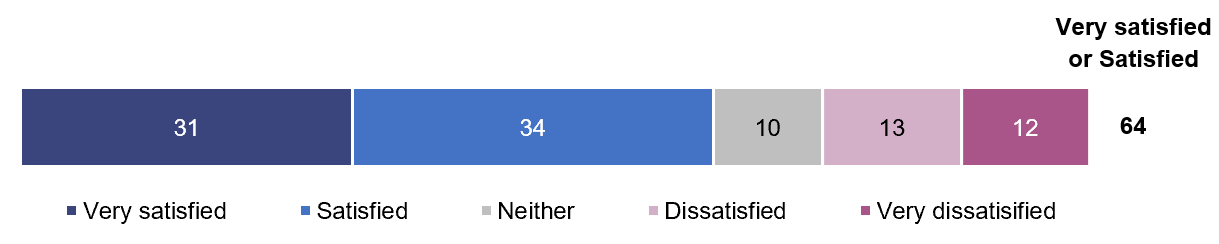 Very satisfied
or Satisfied
31 34 10 13 12 64
Very satisfied Satisfied Neither Dissatisfied Very dissatisified